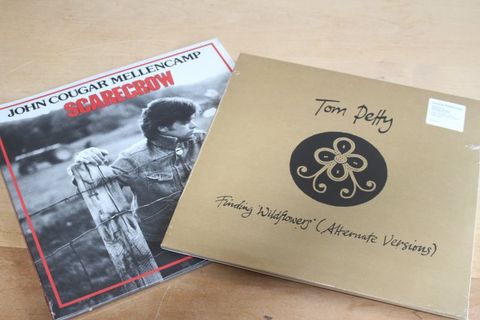 JOHN COUGAR MELLENCAMP
SCARECROW
Tom Petty
Finding "Wildflowers" (Alternate Versions)